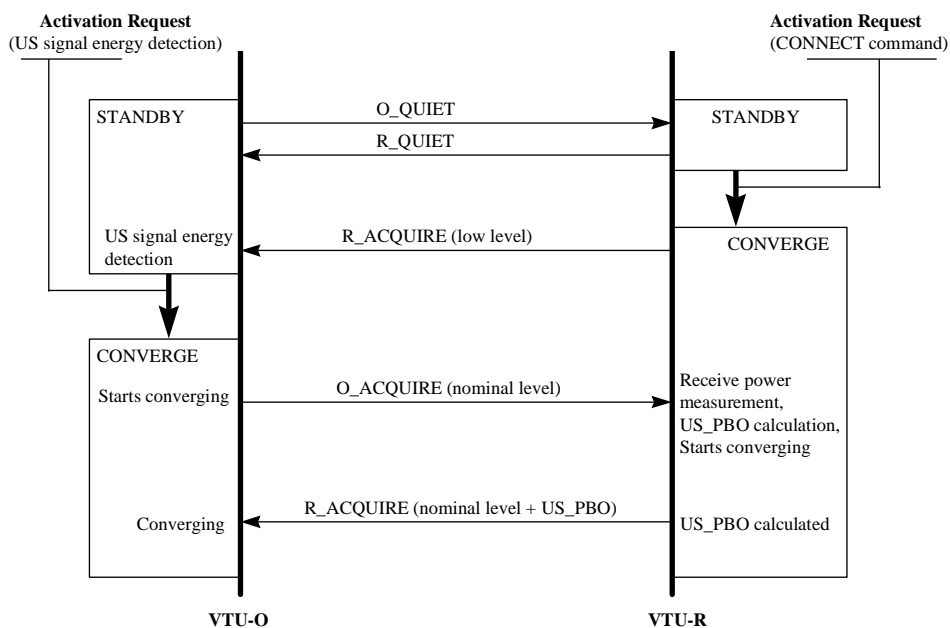 Activation Request
(US signal energy detection)
Activation Request
(CONNECT command)
STANDBY
O_QUIET
STANDBY
R_QUIET
US signal energy
detection
R_ACQUIRE (low level)
CONVERGE
CONVERGE
Starts converging
O_ACQUIRE (nominal level)
Receive power
measurement,
US_PBO calculation,
Starts converging
Converging
R_ACQUIRE (nominal level + US_PBO)
US_PBO calculated
VTU-O
VTU-R